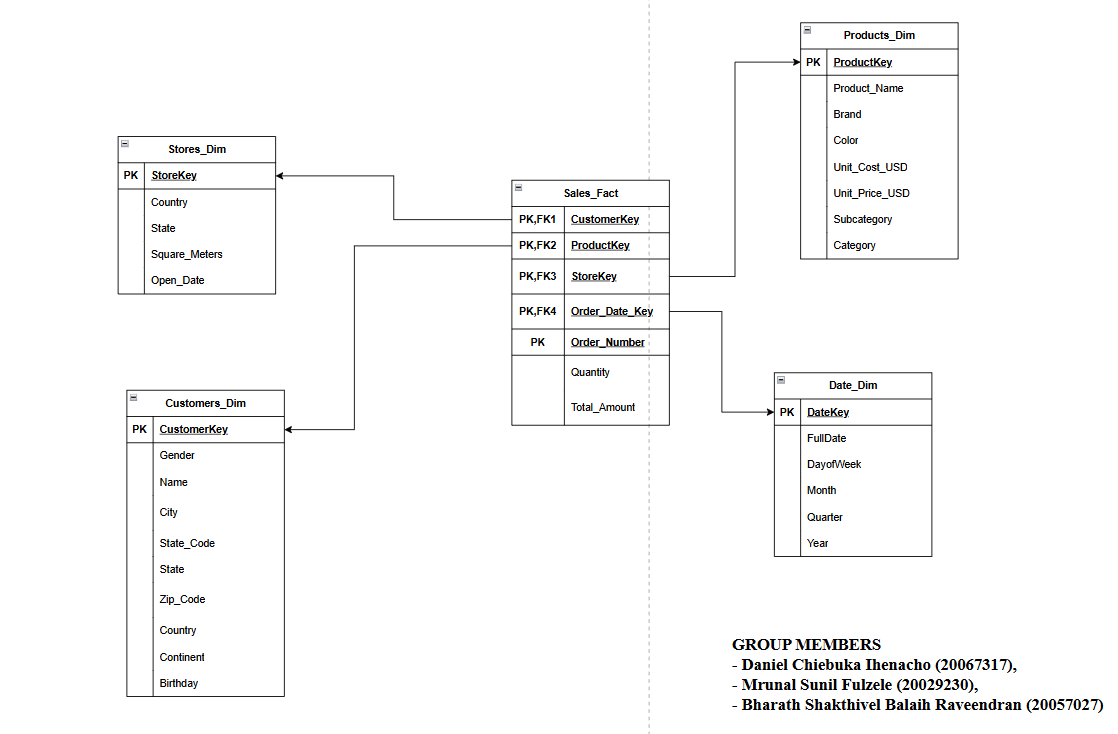 Products_Dim
PK ProductKey
Product_Name
Brand
Color
Unit_Cost_USD
Unit_Price_USD
Subcategory
Category
Stores_Dim
PK StoreKey
Country
State
Square_Meters
Open_Date
Sales_Fact
PK,FK1 CustomerKey
PK,FK2 ProductKey
PK,FK3 StoreKey
PK,FK4 Order_Date_Key
PK Order_Number
Quantity
Total_Amount
Customers_Dim
PK CustomerKey
Gender
Name
City
State_Code
State
Zip_Code
Country
Continent
Birthday
Date_Dim
PK DateKey
FullDate
DayofWeek
Month
Quarter
Year
GROUP MEMBERS
- Daniel Chiebuka Ihenacho (20067317),
- Mrunal Sunil Fulzele (20029230),
- Bharath Shakthivel Balaih Raveendran (20057027)